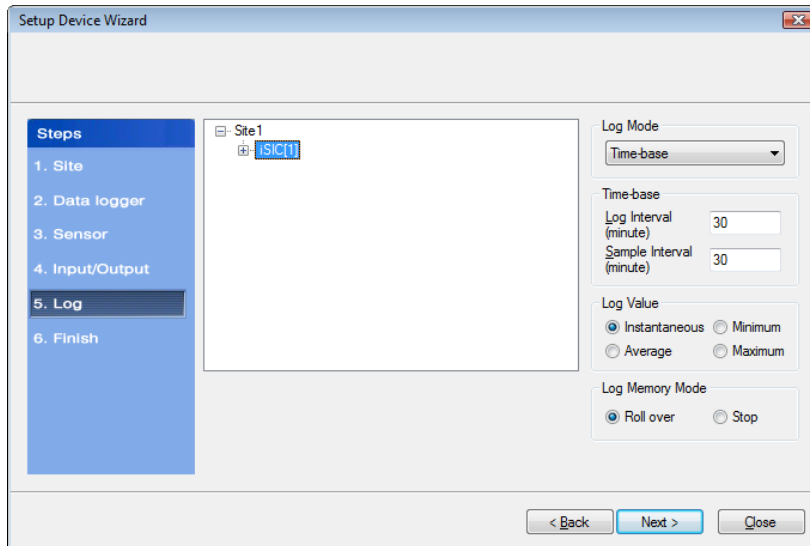 Setup Device Wizard
Steps
1. Site
2. Data logger
3. Sensor
4. Input/Output
5. Log
6. Finish
Site1
iSIC[1]
Log Mode
Time-base
Time-base
Log Interval
(minute)
30
Sample Interval
(minute)
30
Log Value
Instantaneous Minimum
Average Maximum
Log Memory Mode
Roll over Stop
< Back Next > Close